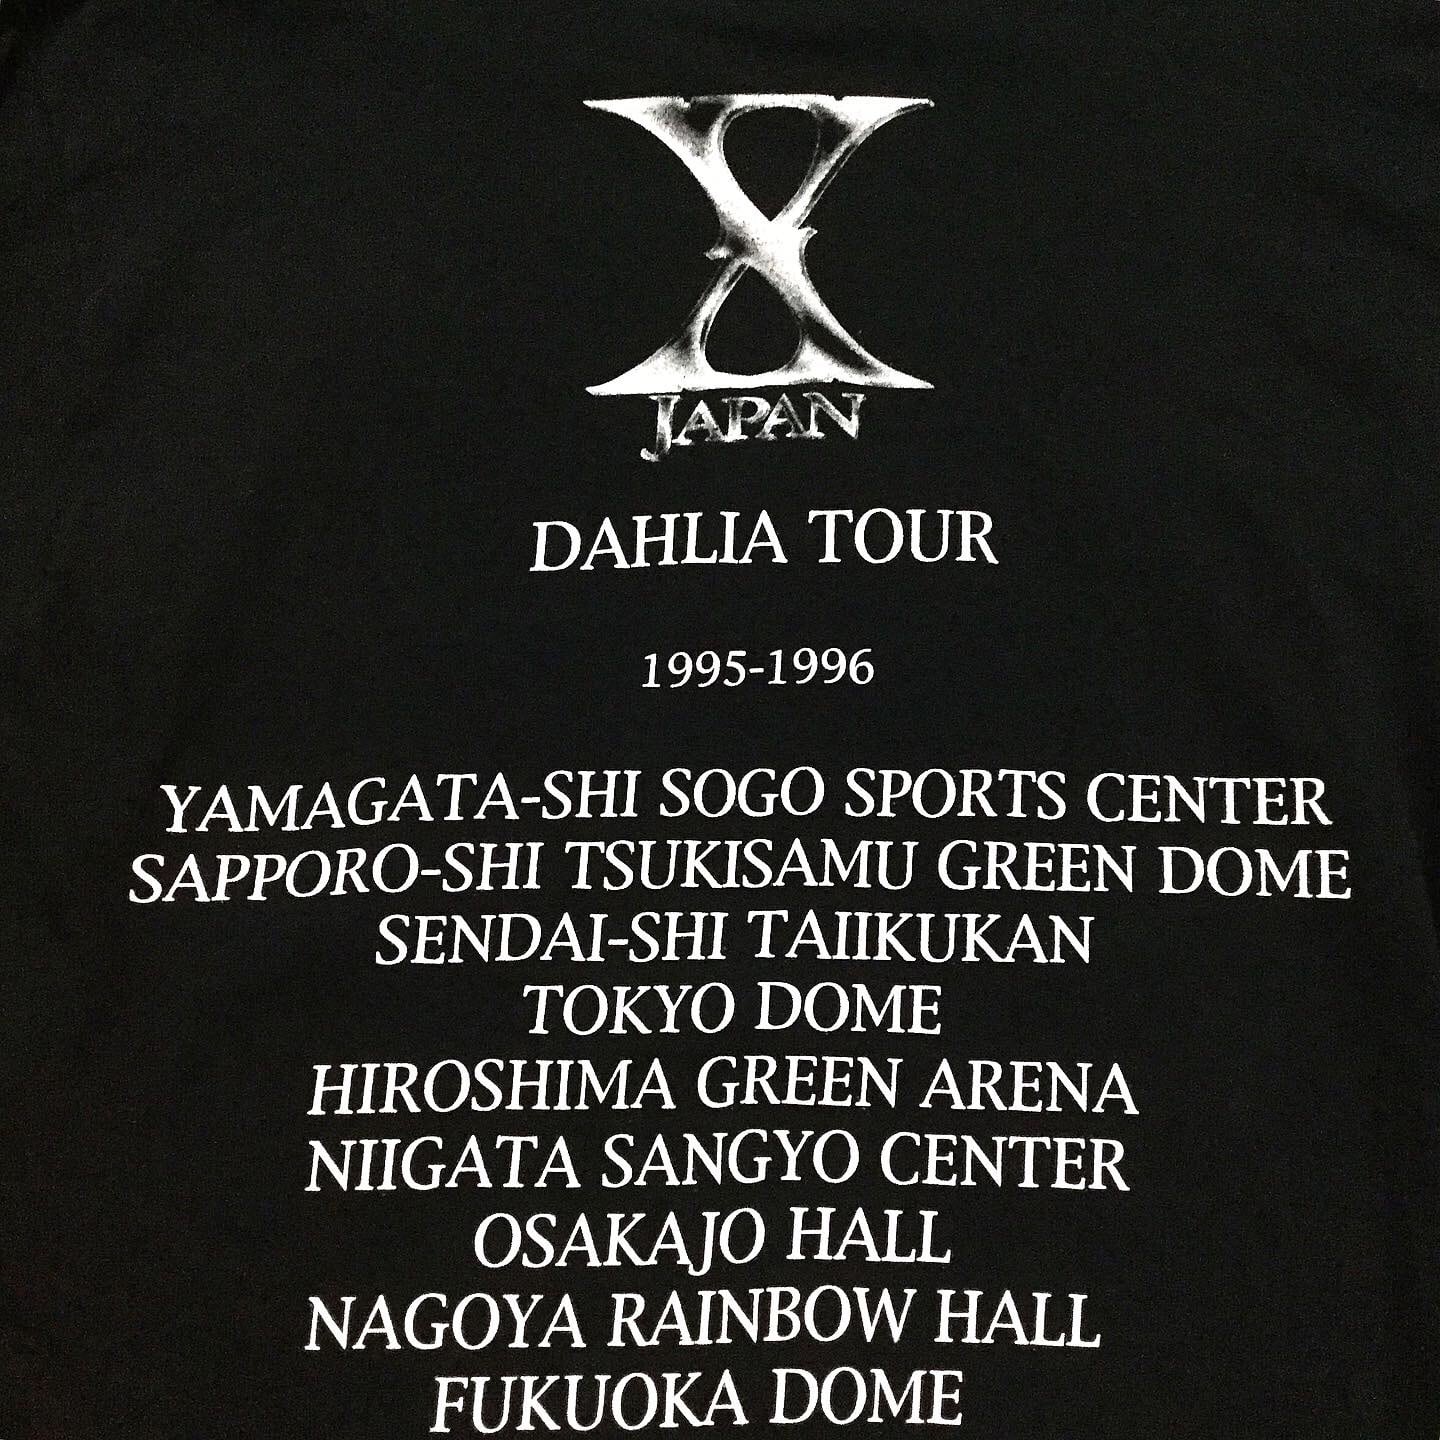 X
JAPAN
DAHLIA TOUR
1995-1996
YAMAGATA-SHI SOGO SPORTS CENTER
SAPPORO-SHI TSUKISAMU GREEN DOME
SENDAI-SHI TAIIKUKAN
TOKYO DOME
HIROSHIMA GREEN ARENA
NIIGATA SANGYO CENTER
OSAKAJO HALL
NAGOYA RAINBOW HALL
FUKUOKA DOME